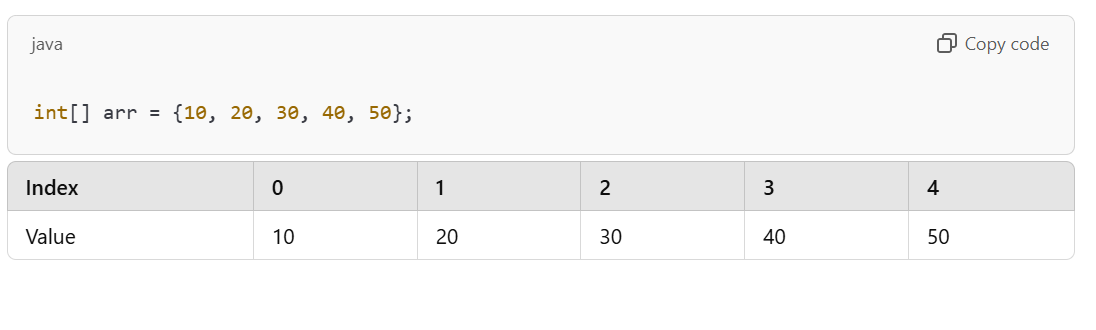 java Copy code
int[] arr = {10, 20, 30, 40, 50};
Index 0 1 2 3 4
Value 10 20 30 40 50